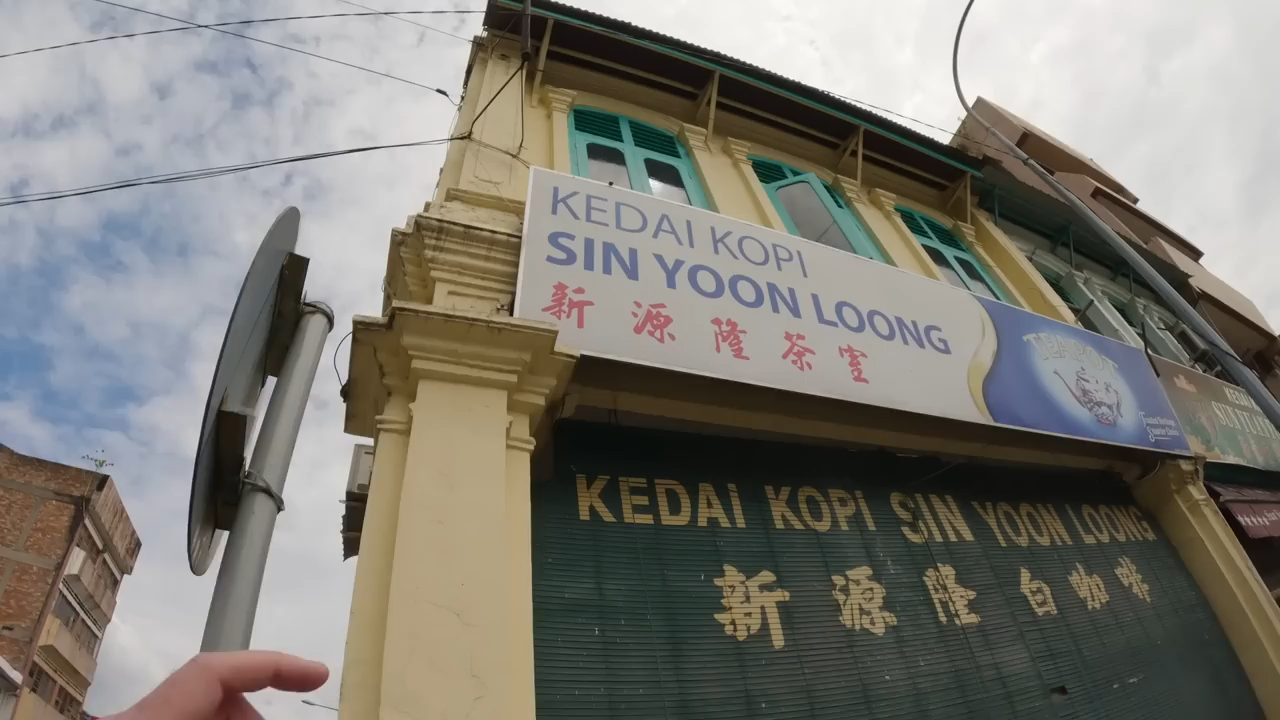 KEDAI KOPI
SIN YOON LOONG
新源隆茶室
TEAPOT
KEDAI KOPI SIN YOON LOONG
新源隆白咖啡